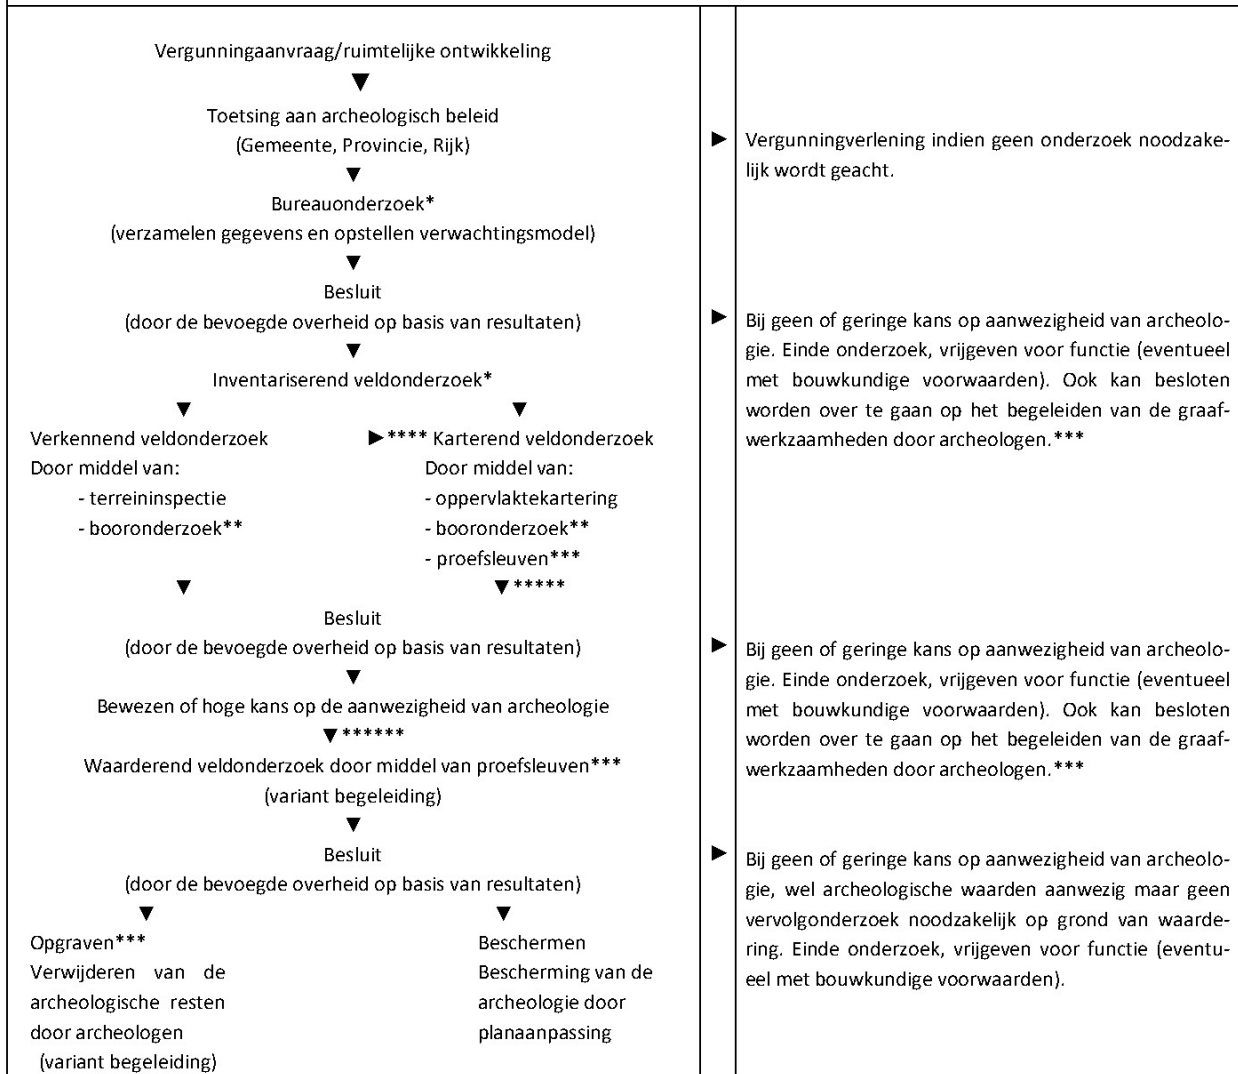 Vergunningaanvraag/ruimtelijke ontwikkeling
▼
Toetsing aan archeologisch beleid
(Gemeente, Provincie, Rijk)
▼
Bureauonderzoek*
(verzamelen gegevens en opstellen verwachtingsmodel)
▼
Besluit
(door de bevoegde overheid op basis van resultaten)
▼
Inventariserend veldonderzoek*
▼ ▼
Verkennend veldonderzoek
Door middel van:
- terreininspectie
- booronderzoek**
▼
►**** Karterend veldonderzoek
Door middel van:
- oppervlaktekartering
- booronderzoek**
- proefsleuven***
▼*****
Besluit
(door de bevoegde overheid op basis van resultaten)
▼
Bewezen of hoge kans op de aanwezigheid van archeologie
▼******
Waarderend veldonderzoek door middel van proefsleuven***
(variant begeleiding)
▼
Besluit
(door de bevoegde overheid op basis van resultaten)
▼ ▼
Opgraven***
Verwijderen van de
archeologische resten
door archeologen
(variant begeleiding)
Beschermen
Bescherming van de
archeologie door
planaanpassing
► Vergunningverlening indien geen onderzoek noodzake-
lijk wordt geacht.
► Bij geen of geringe kans op aanwezigheid van archeolo-
gie. Einde onderzoek, vrijgeven voor functie (eventueel
met bouwkundige voorwaarden). Ook kan besloten
worden over te gaan op het begeleiden van de graaf-
werkzaamheden door archeologen.***
► Bij geen of geringe kans op aanwezigheid van archeolo-
gie. Einde onderzoek, vrijgeven voor functie (eventueel
met bouwkundige voorwaarden). Ook kan besloten
worden over te gaan op het begeleiden van de graaf-
werkzaamheden door archeologen.***
► Bij geen of geringe kans op aanwezigheid van archeolo-
gie, wel archeologische waarden aanwezig maar geen
vervolgonderzoek noodzakelijk op grond van waarde-
ring. Einde onderzoek, vrijgeven voor functie (eventu-
eel met bouwkundige voorwaarden).